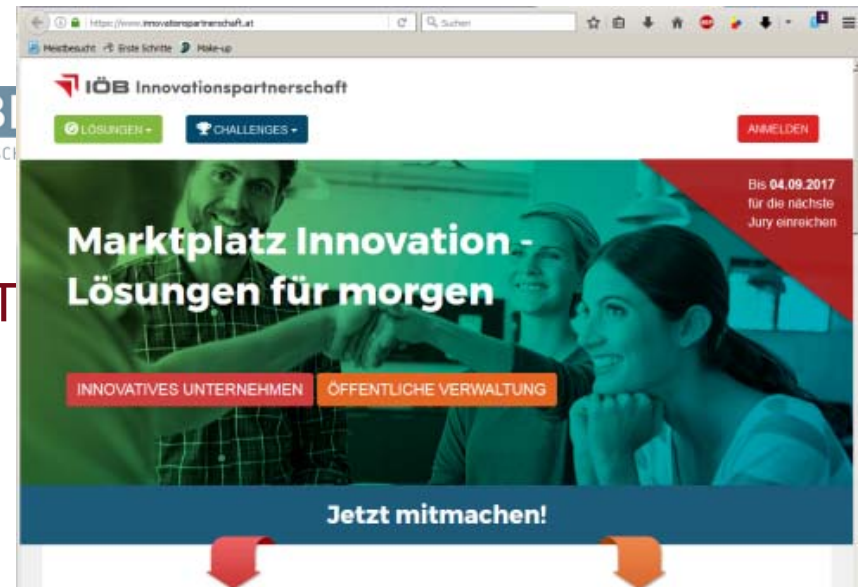 https://www.innovationspartnerschaft.at
Suchen
Meistbesucht
Erste Schritte
Make-up
IÖB Innovationspartnerschaft
LÖSUNGEN
CHALLENGES
ANMELDEN
Bis 04.09.2017
für die nächste
Jury einreichen
Marktplatz Innovation -
Lösungen für morgen
INNOVATIVES UNTERNEHMEN
ÖFFENTLICHE VERWALTUNG
Jetzt mitmachen!
T